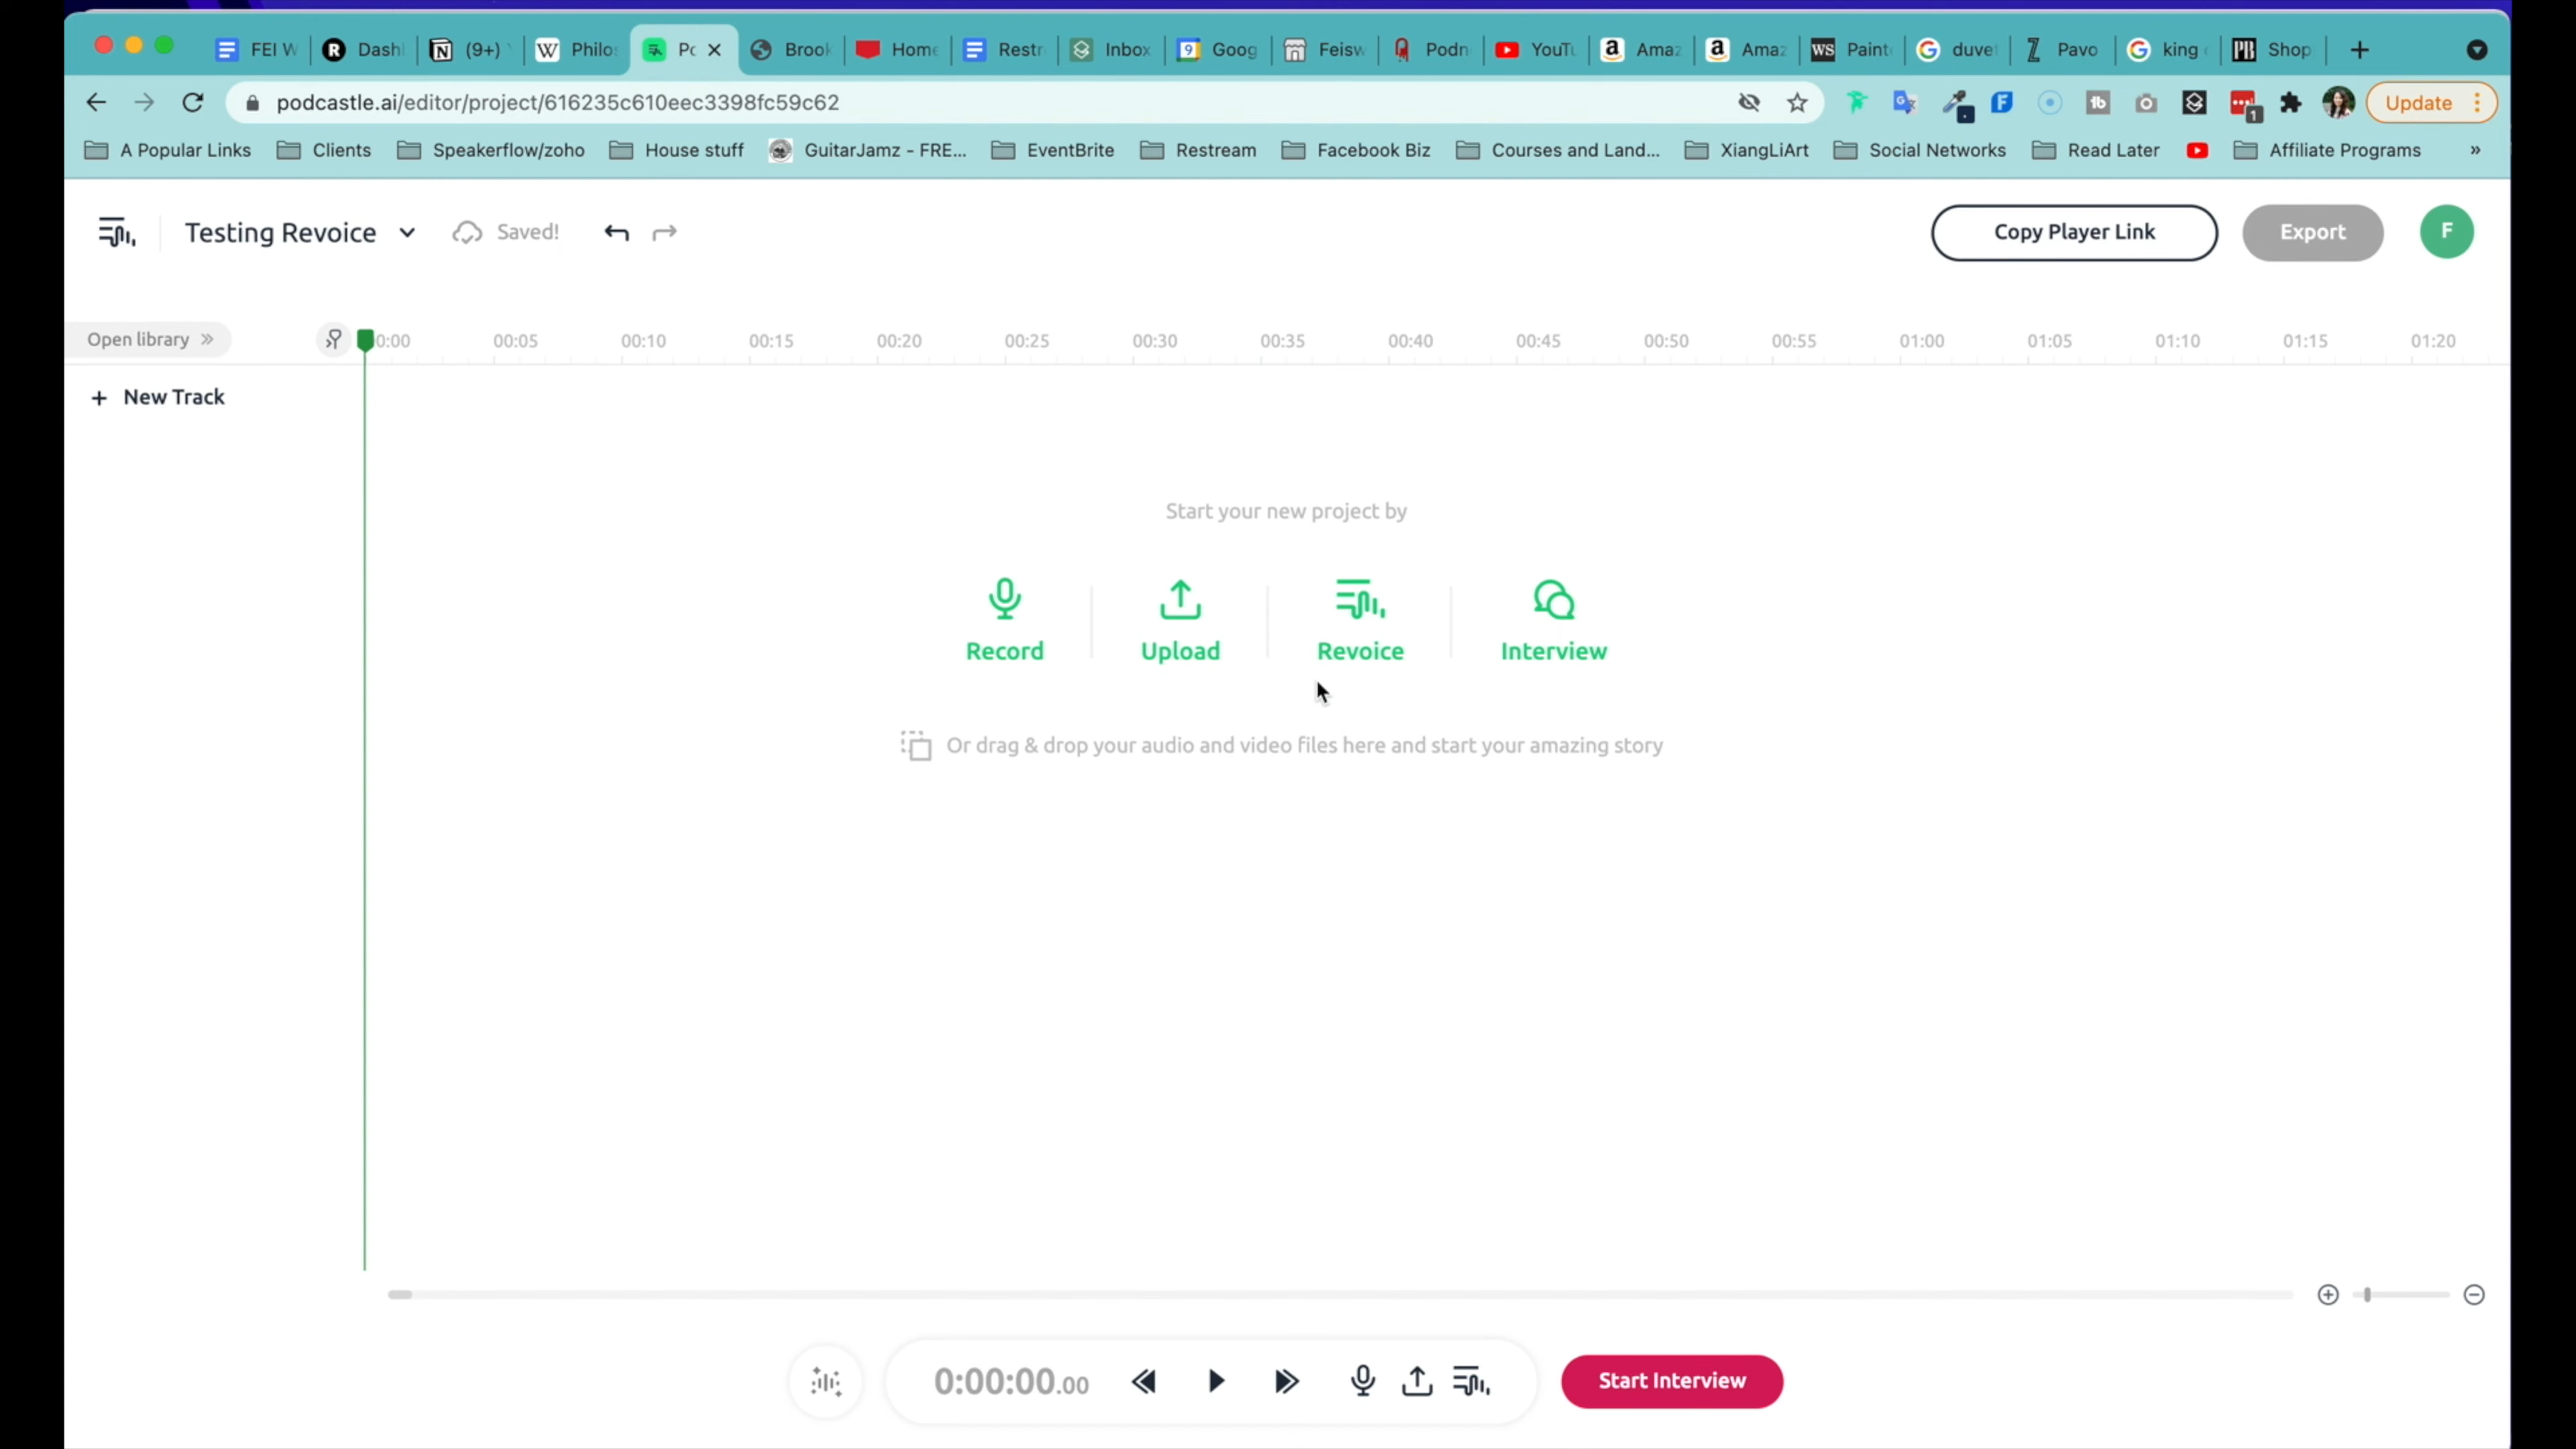 FEI W Dash (9+) Philos Po Brook Home Restr Inbox Goog Feisw Podn YouTu Amaz Amaz Paint duvet Pavo king Shop
podcastle.ai/editor/project/616235c610eec3398fc59c62 Update
A Popular Links Clients Speakerflow/zoho House stuff GuitarJamz - FRE... EventBrite Restream Facebook Biz Courses and Land... XiangLiArt Social Networks Read Later Affiliate Programs »
Testing Revoice Saved! Copy Player Link Export F
Open library 0:00 00:05 00:10 00:15 00:20 00:25 00:30 00:35 00:40 00:45 00:50 00:55 01:00 01:05 01:10 01:15 01:20
+ New Track
Start your new project by
Record Upload Revoice Interview
Or drag & drop your audio and video files here and start your amazing story
0:00:00.00 Start Interview